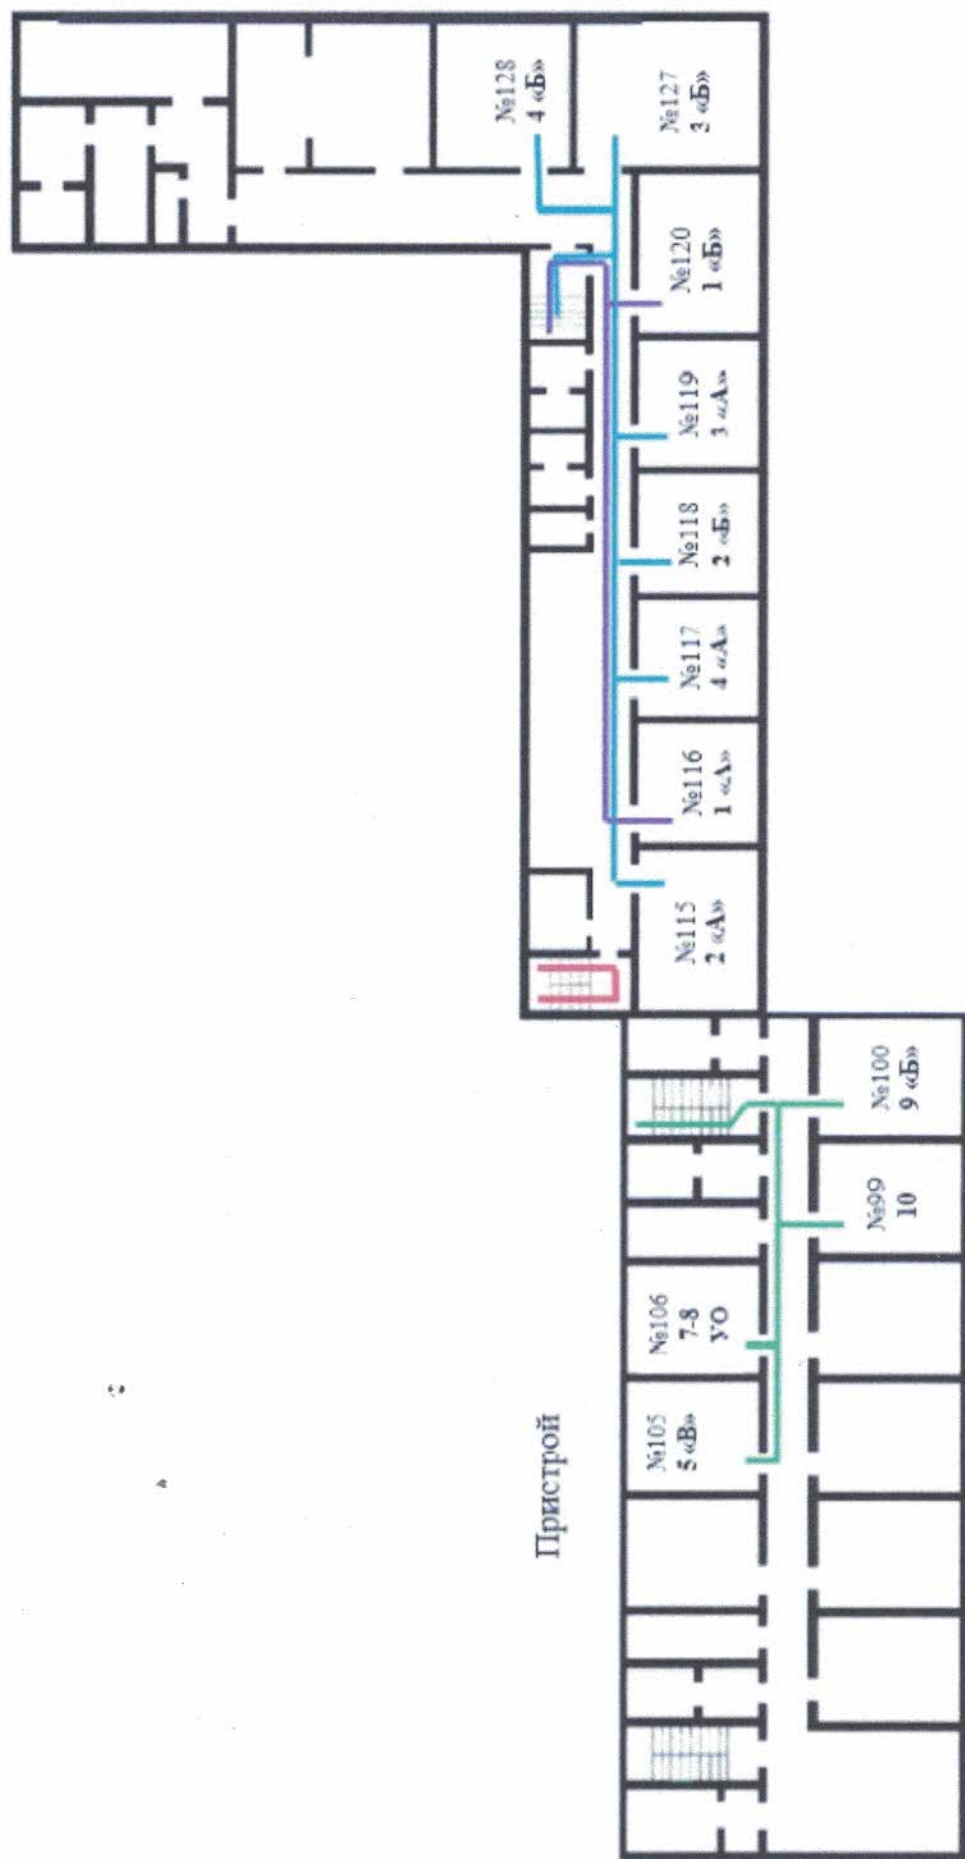 №128
4 «Б»
№127
3 «Б»
№120
1 «Б»
№119
3 «А»
№118
2 «Б»
№117
4 «А»
№116
1 «А»
№115
2 «А»
№100
9 «Б»
№99
10
№106
7-8
УО
№105
5 «В»
Пристрой